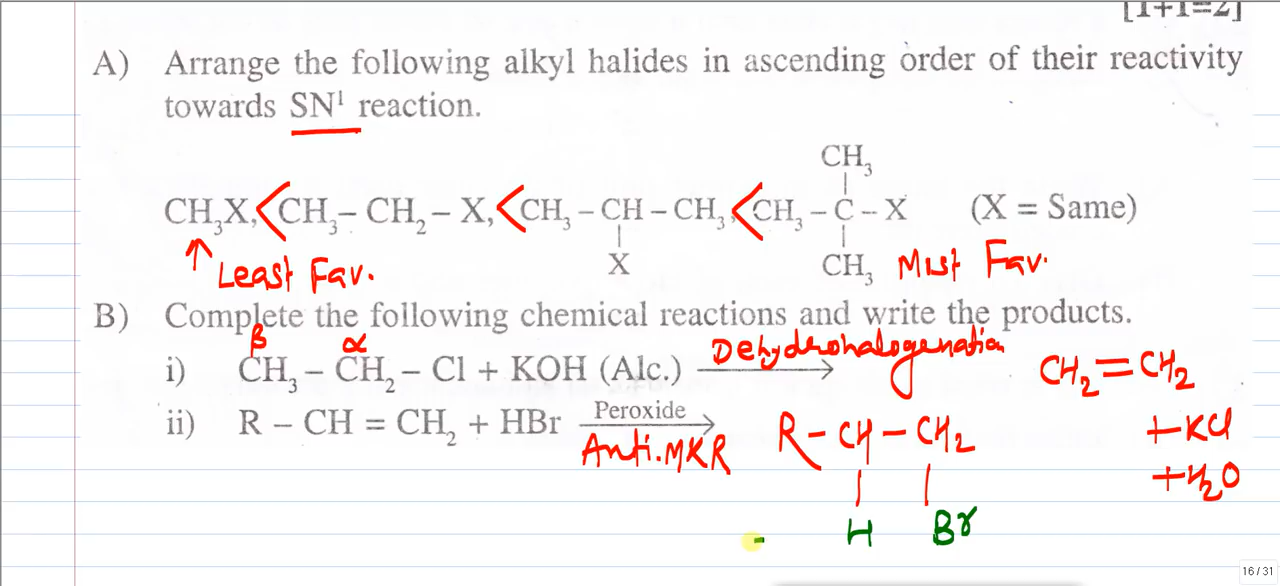 [1+1=2]
A) Arrange the following alkyl halides in ascending order of their reactivity
towards SN¹ reaction.
CH₃
|
CH₃X, < CH₃ – CH₂ – X, < CH₃ – CH – CH₃, < CH₃ – C – X (X = Same)
| |
X CH₃
↑ Least Fav. Must Fav.
B) Complete the following chemical reactions and write the products.
β α Dehydrohalogenation
i) CH₃ – CH₂ – Cl + KOH (Alc.) ⟶ CH₂=CH₂
+KCl
+H₂O
ii) R – CH = CH₂ + HBr Peroxide ⟶ R–CH–CH₂
Anti.MKR
| |
H Br
16 / 31